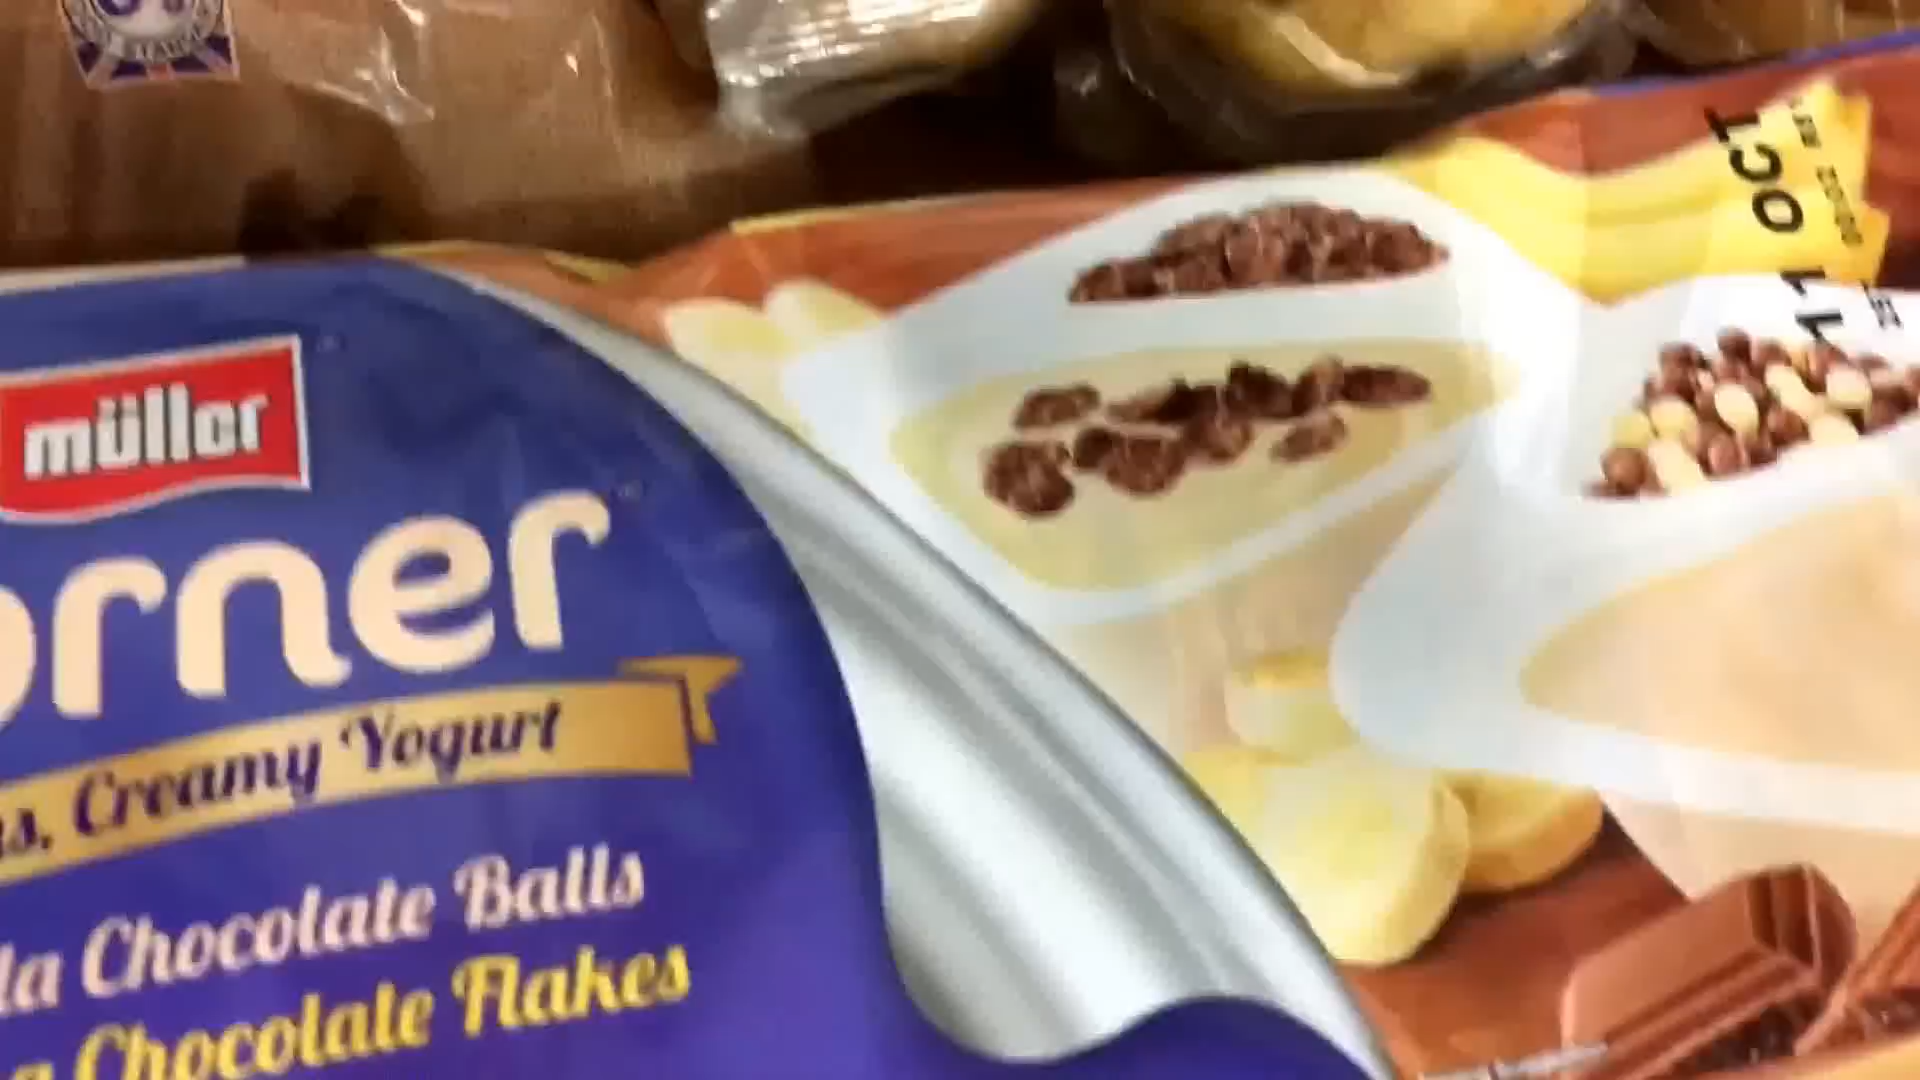 müller
orner
s. Creamy Yogurt
la Chocolate Balls
a Chocolate Flakes
11 OCT